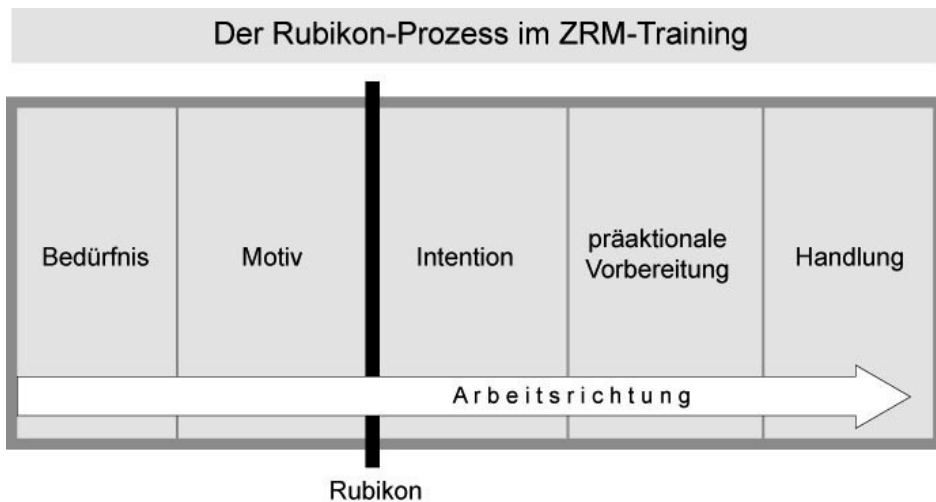 Der Rubikon-Prozess im ZRM-Training
Bedürfnis
Motiv
Intention
präaktionale
Vorbereitung
Handlung
Arbeitsrichtung
Rubikon